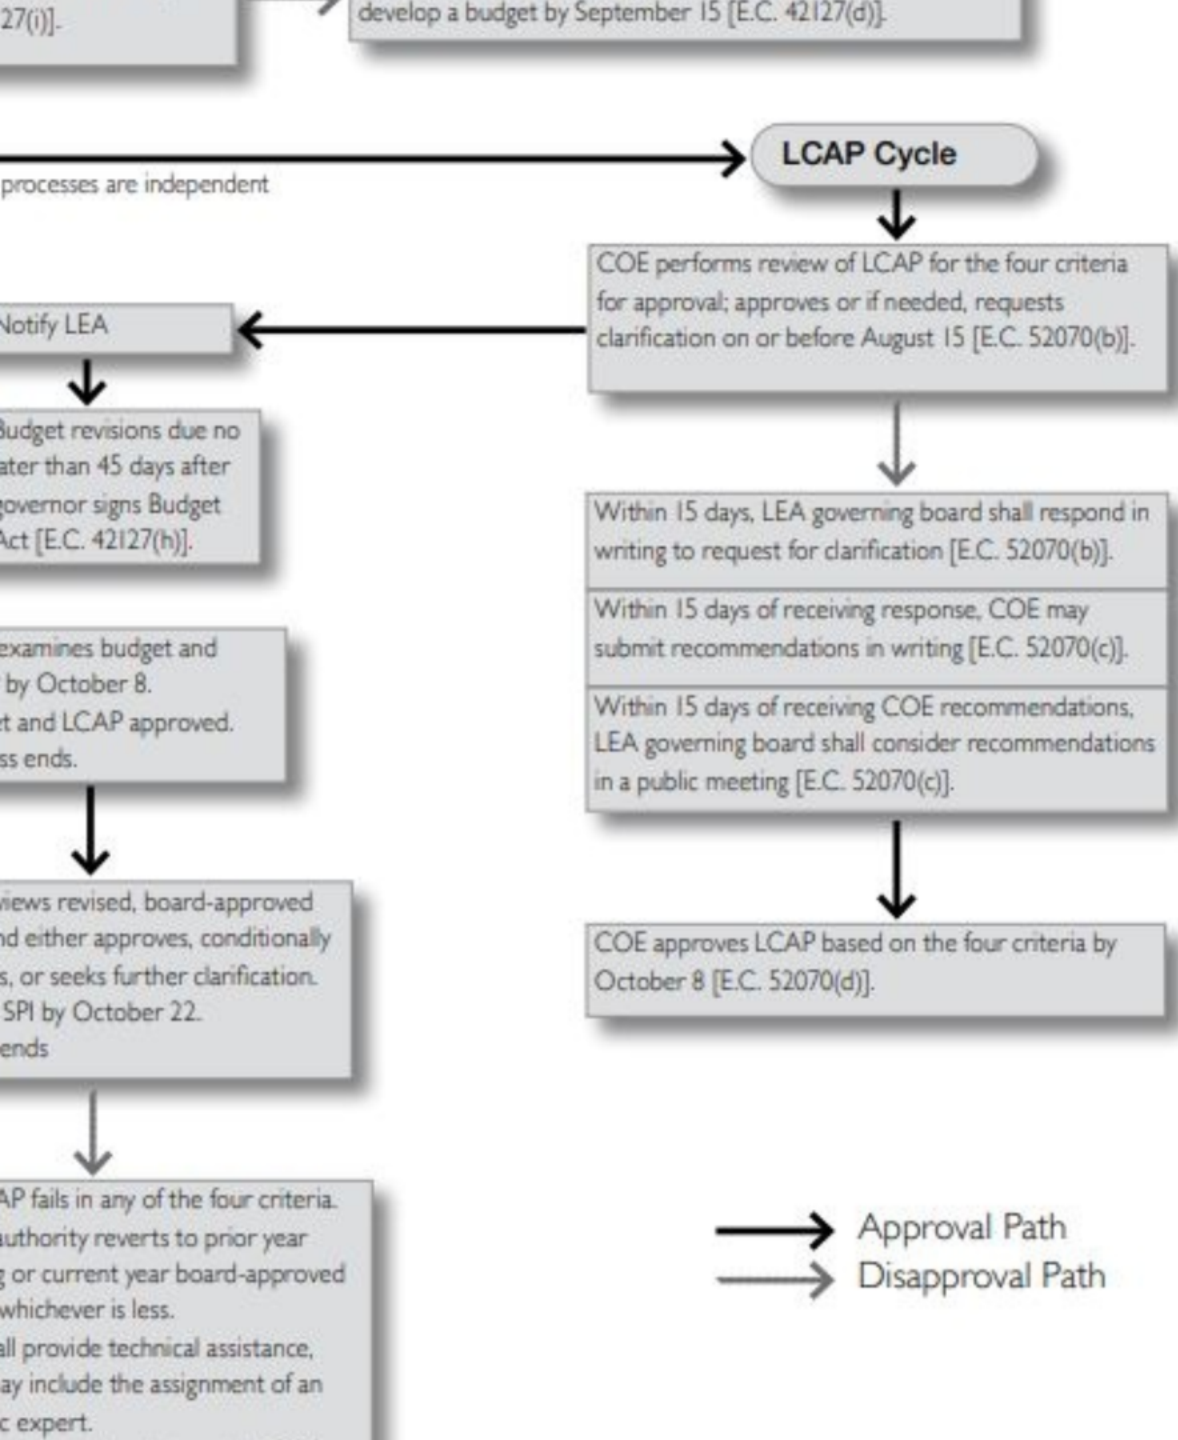 27(i)].
develop a budget by September 15 [E.C. 42127(d)].
LCAP Cycle
processes are independent
COE performs review of LCAP for the four criteria
for approval; approves or if needed, requests
clarification on or before August 15 [E.C. 52070(b)].
Notify LEA
Budget revisions due no
ater than 45 days after
governor signs Budget
Act [E.C. 42127(h)].
Within 15 days, LEA governing board shall respond in
writing to request for clarification [E.C. 52070(b)].
Within 15 days of receiving response, COE may
submit recommendations in writing [E.C. 52070(c)].
Within 15 days of receiving COE recommendations,
LEA governing board shall consider recommendations
in a public meeting [E.C. 52070(c)].
examines budget and
by October 8.
et and LCAP approved.
ss ends.
views revised, board-approved
nd either approves, conditionally
s, or seeks further clarification.
SPI by October 22.
ends
COE approves LCAP based on the four criteria by
October 8 [E.C. 52070(d)].
AP fails in any of the four criteria.
authority reverts to prior year
g or current year board-approved
whichever is less.
all provide technical assistance,
ay include the assignment of an
c expert.
Approval Path
Disapproval Path